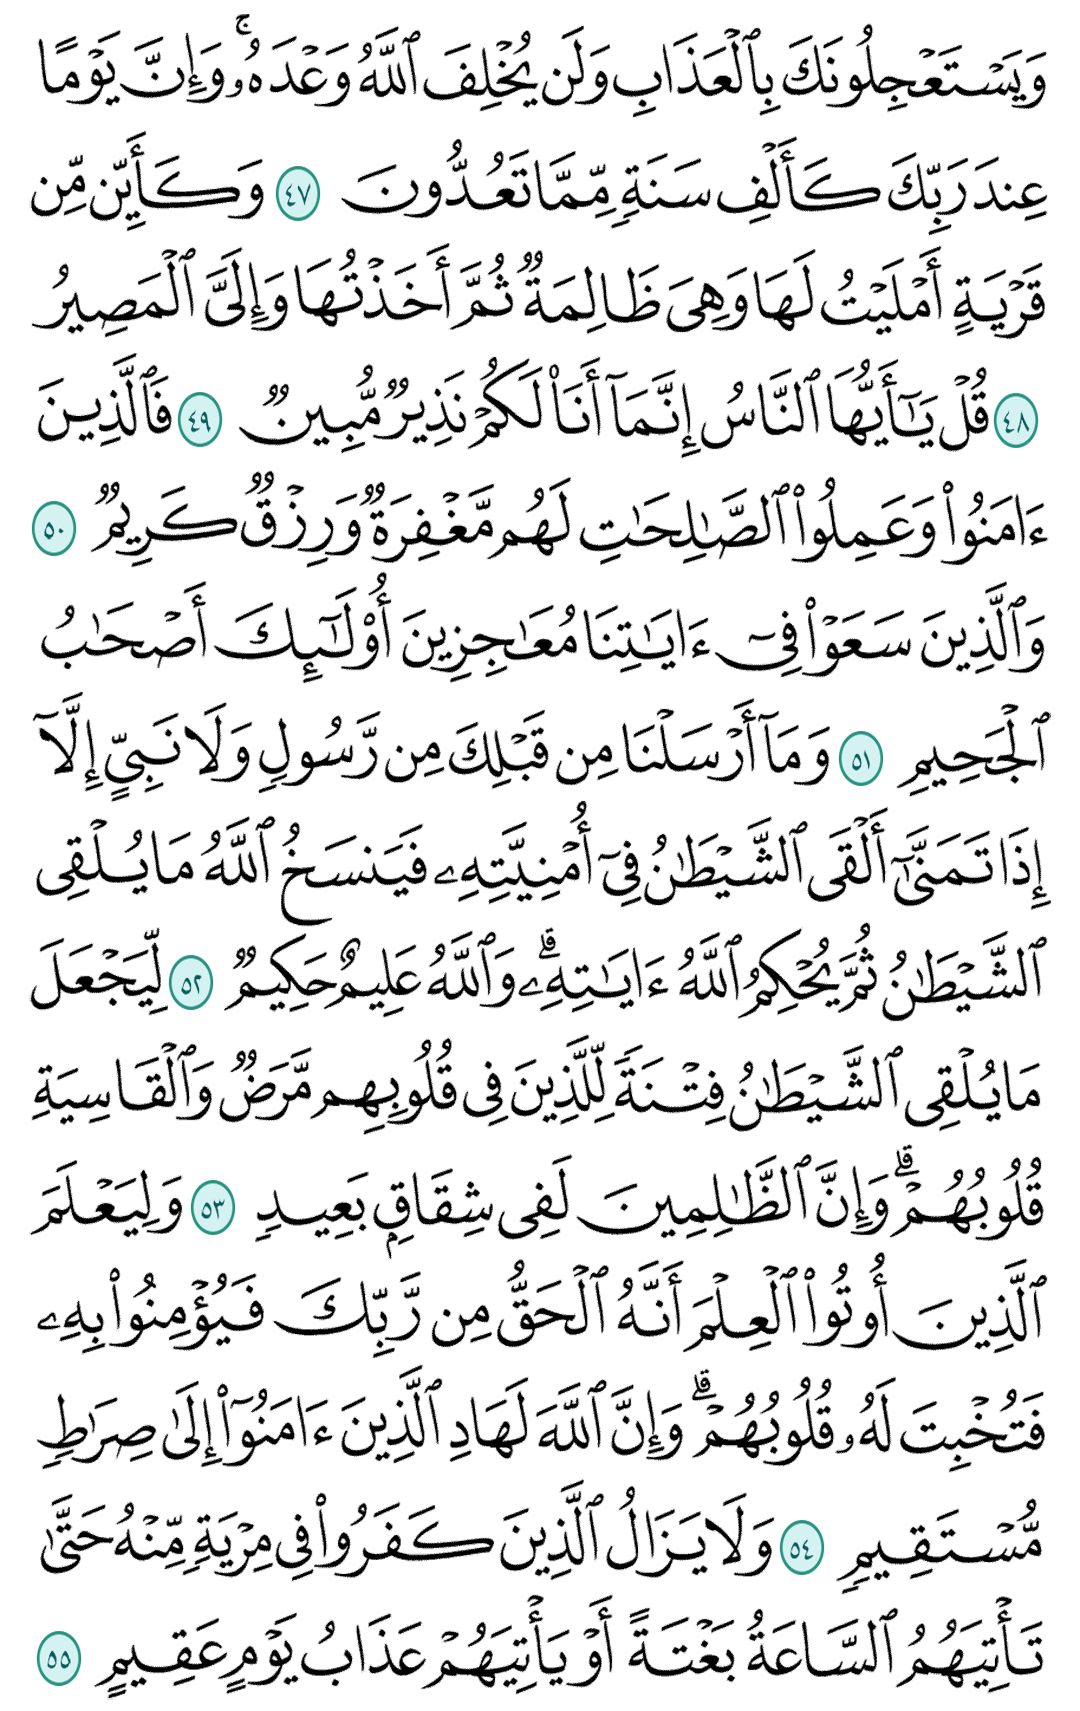 وَيَسْتَعْجِلُونَكَ بِٱلْعَذَابِ وَلَن يُخْلِفَ ٱللَّهُ وَعْدَهُۥ ۚ وَإِنَّ يَوْمًا
عِندَ رَبِّكَ كَأَلْفِ سَنَةٍ مِّمَّا تَعُدُّونَ ٤٧ وَكَأَيِّن مِّن
قَرْيَةٍ أَمْلَيْتُ لَهَا وَهِىَ ظَالِمَةٌ ثُمَّ أَخَذْتُهَا وَإِلَىَّ ٱلْمَصِيرُ
٤٨ قُلْ يَـٰٓأَيُّهَا ٱلنَّاسُ إِنَّمَآ أَنَا۠ لَكُمْ نَذِيرٌ مُّبِينٌ ٤٩ فَٱلَّذِينَ
ءَامَنُوا۟ وَعَمِلُوا۟ ٱلصَّـٰلِحَـٰتِ لَهُم مَّغْفِرَةٌ وَرِزْقٌ كَرِيمٌ ٥٠
وَٱلَّذِينَ سَعَوْا۟ فِىٓ ءَايَـٰتِنَا مُعَـٰجِزِينَ أُو۟لَـٰٓئِكَ أَصْحَـٰبُ
ٱلْجَحِيمِ ٥١ وَمَآ أَرْسَلْنَا مِن قَبْلِكَ مِن رَّسُولٍ وَلَا نَبِىٍّ إِلَّآ
إِذَا تَمَنَّىٰٓ أَلْقَى ٱلشَّيْطَـٰنُ فِىٓ أُمْنِيَّتِهِۦ فَيَنسَخُ ٱللَّهُ مَا يُلْقِى
ٱلشَّيْطَـٰنُ ثُمَّ يُحْكِمُ ٱللَّهُ ءَايَـٰتِهِۦ ۗ وَٱللَّهُ عَلِيمٌ حَكِيمٌ ٥٢ لِّيَجْعَلَ
مَا يُلْقِى ٱلشَّيْطَـٰنُ فِتْنَةً لِّلَّذِينَ فِى قُلُوبِهِم مَّرَضٌ وَٱلْقَاسِيَةِ
قُلُوبُهُمْ ۗ وَإِنَّ ٱلظَّـٰلِمِينَ لَفِى شِقَاقٍۭ بَعِيدٍ ٥٣ وَلِيَعْلَمَ
ٱلَّذِينَ أُوتُوا۟ ٱلْعِلْمَ أَنَّهُ ٱلْحَقُّ مِن رَّبِّكَ فَيُؤْمِنُوا۟ بِهِۦ
فَتُخْبِتَ لَهُۥ قُلُوبُهُمْ ۗ وَإِنَّ ٱللَّهَ لَهَادِ ٱلَّذِينَ ءَامَنُوٓا۟ إِلَىٰ صِرَٰطٍ
مُّسْتَقِيمٍ ٥٤ وَلَا يَزَالُ ٱلَّذِينَ كَفَرُوا۟ فِى مِرْيَةٍ مِّنْهُ حَتَّىٰ
تَأْتِيَهُمُ ٱلسَّاعَةُ بَغْتَةً أَوْ يَأْتِيَهُمْ عَذَابُ يَوْمٍ عَقِيمٍ ٥٥